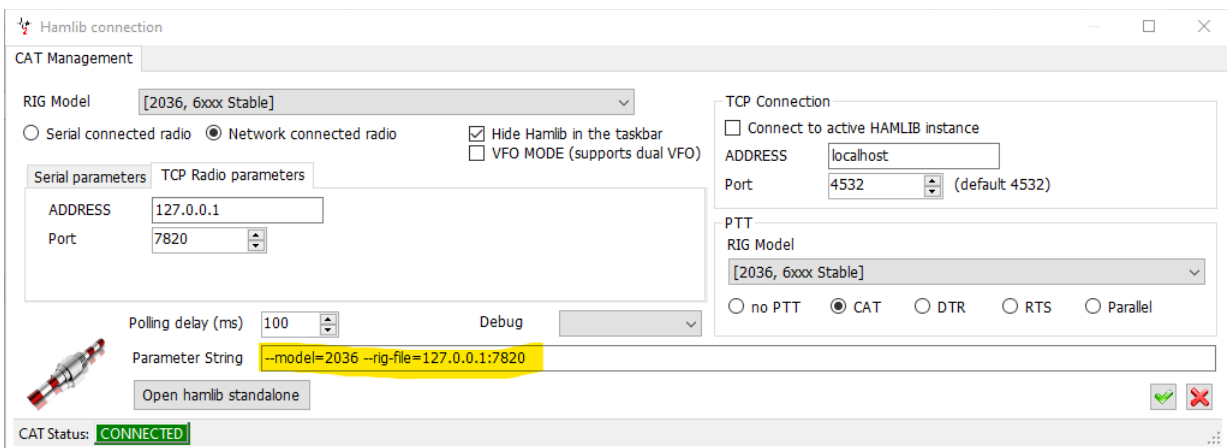 Hamlib connection
CAT Management
RIG Model [2036, 6xxx Stable]
Serial connected radio Network connected radio
Hide Hamlib in the taskbar
VFO MODE (supports dual VFO)
Serial parameters TCP Radio parameters
ADDRESS 127.0.0.1
Port 7820
TCP Connection
Connect to active HAMLIB instance
ADDRESS localhost
Port 4532 (default 4532)
PTT
RIG Model
[2036, 6xxx Stable]
no PTT CAT DTR RTS Parallel
Polling delay (ms) 100 Debug
Parameter String --model=2036 --rig-file=127.0.0.1:7820
Open hamlib standalone
CAT Status: CONNECTED